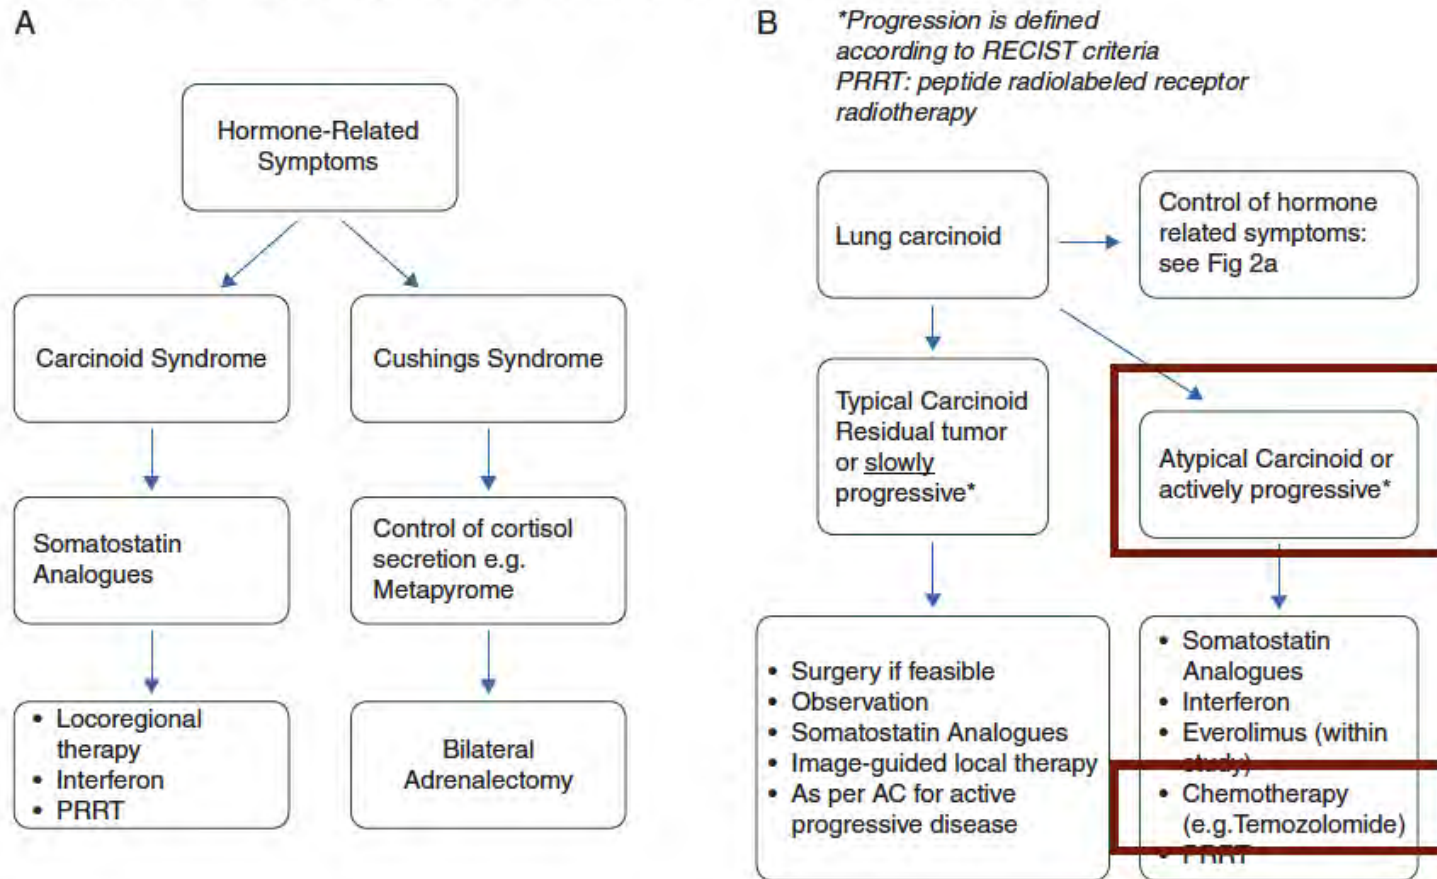 A
Hormone-Related
Symptoms
Carcinoid Syndrome
Cushings Syndrome
Somatostatin
Analogues
Control of cortisol
secretion e.g.
Metapyrome
• Locoregional
therapy
• Interferon
• PRRT
Bilateral
Adrenalectomy
B
*Progression is defined
according to RECIST criteria
PRRT: peptide radiolabeled receptor
radiotherapy
Lung carcinoid
Control of hormone
related symptoms:
see Fig 2a
Typical Carcinoid
Residual tumor
or slowly
progressive*
Atypical Carcinoid or
actively progressive*
• Surgery if feasible
• Observation
• Somatostatin Analogues
• Image-guided local therapy
• As per AC for active
progressive disease
• Somatostatin
Analogues
• Interferon
• Everolimus (within
study)
• Chemotherapy
(e.g.Temozolomide)
• PRRT